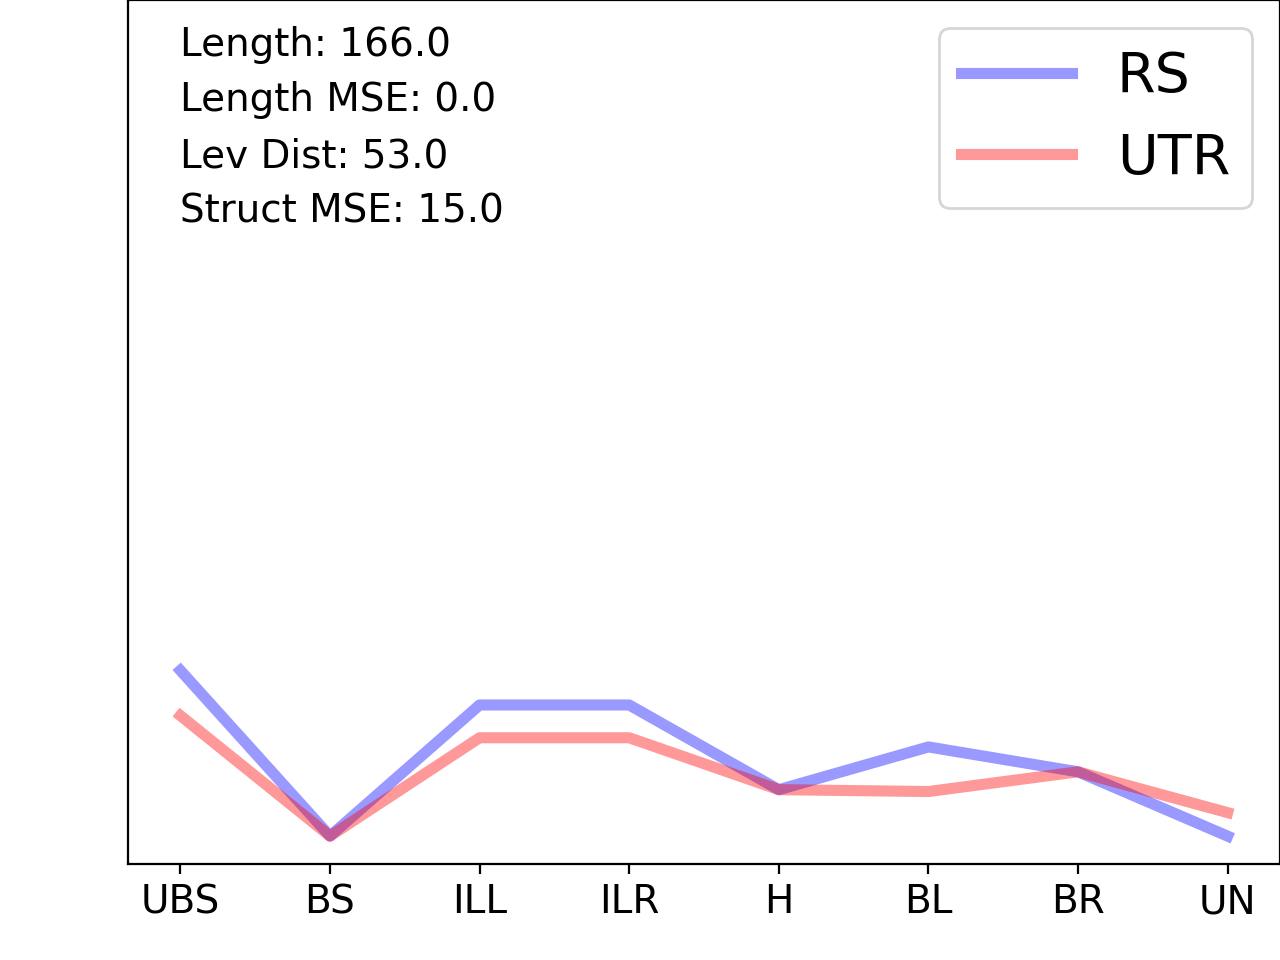 Length: 166.0
Length MSE: 0.0
Lev Dist: 53.0
Struct MSE: 15.0
RS
UTR
UBS BS ILL ILR H BL BR UN